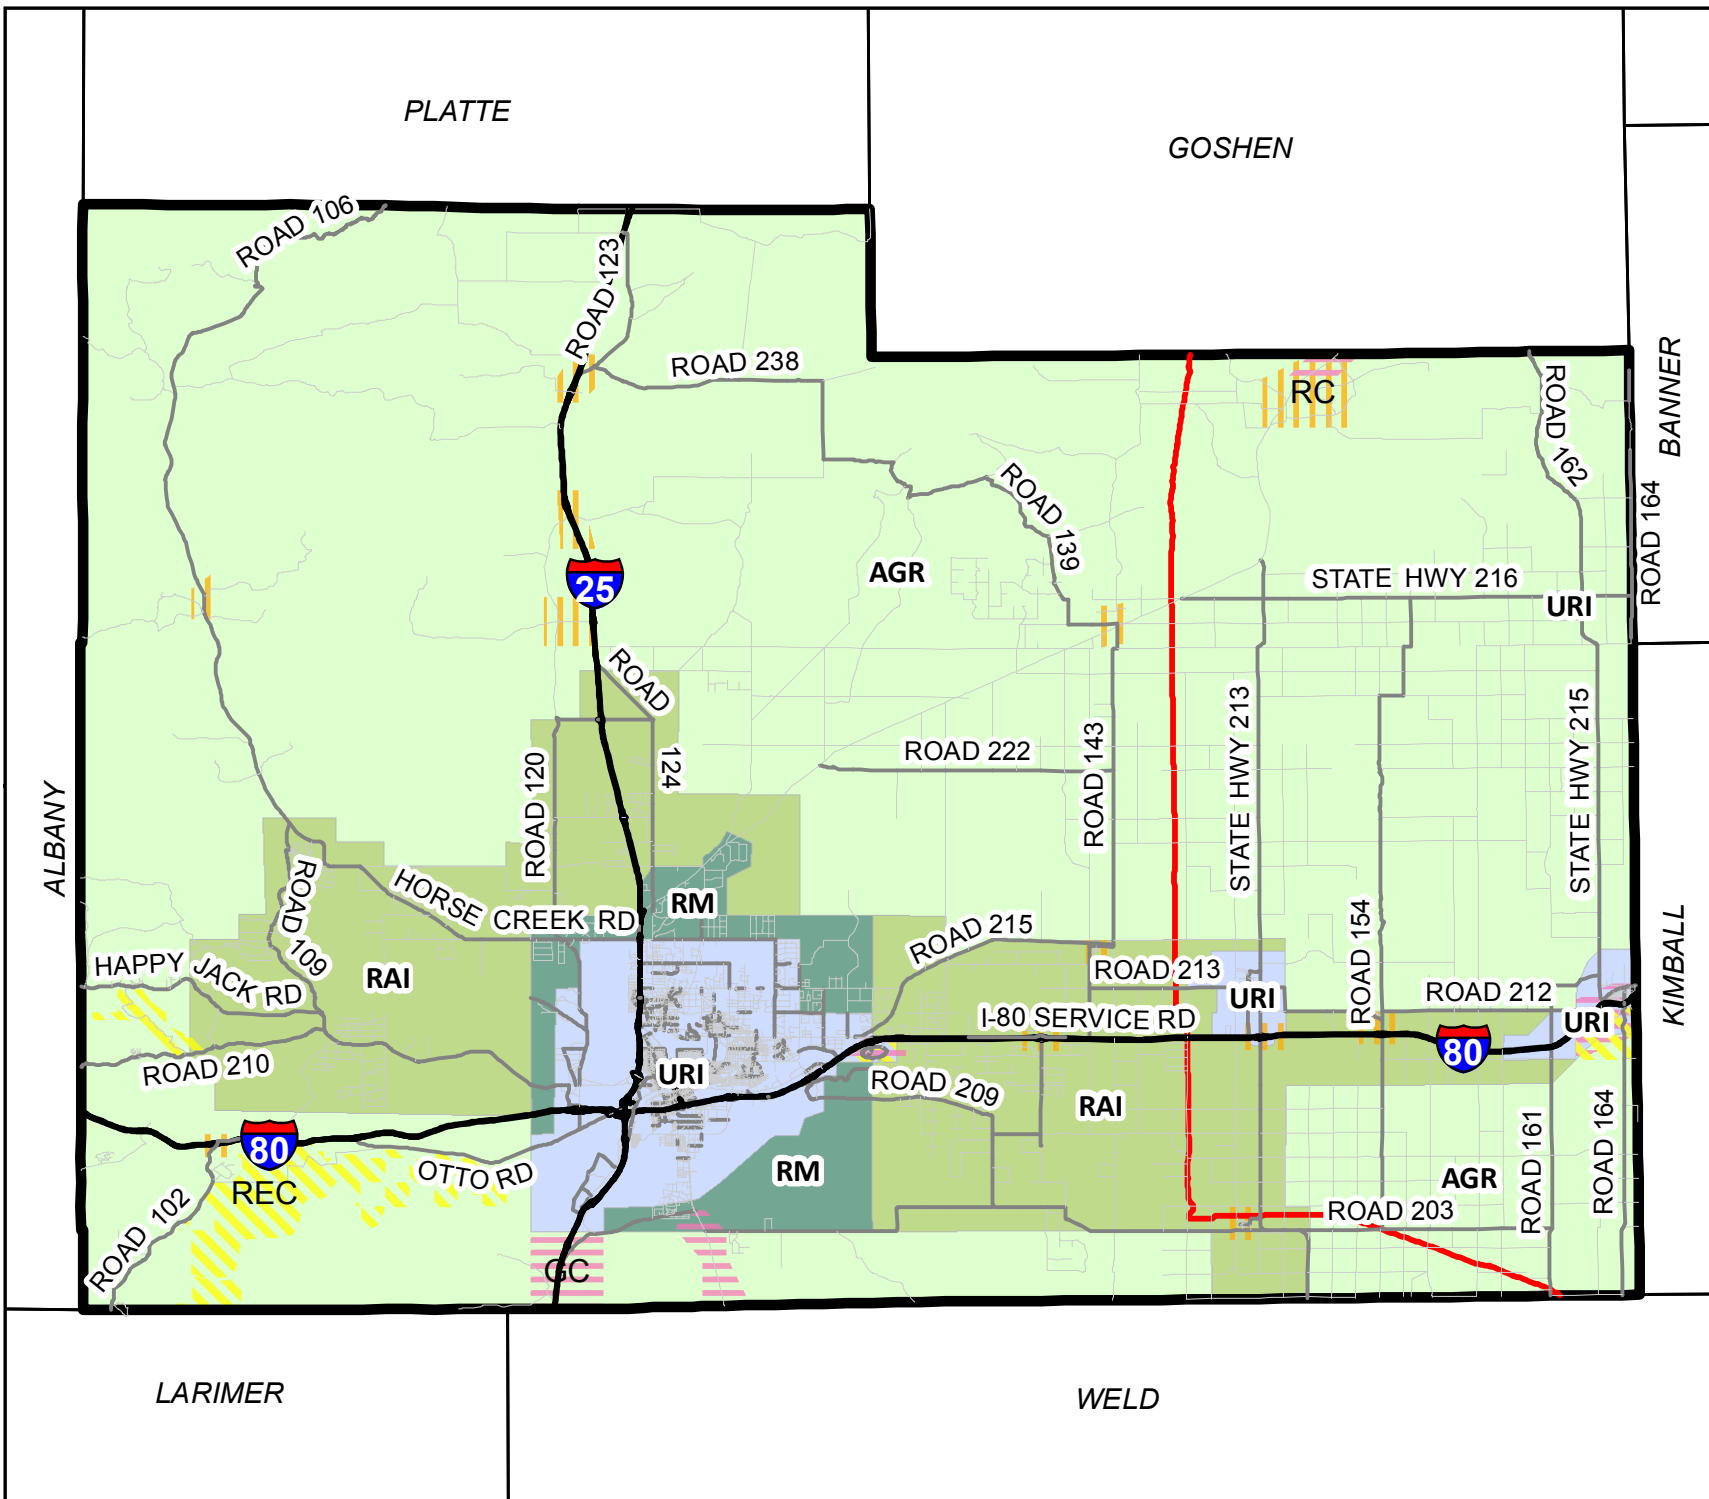 PLATTE
GOSHEN
ROAD 106
ROAD 123
ROAD 238
RC
ROAD 162
BANNER
ROAD 139
ROAD 164
25
AGR
STATE HWY 216
URI
ROAD
124
ROAD 120
ROAD 222
ROAD 143
STATE HWY 213
STATE HWY 215
ALBANY
HORSE
CREEK RD
RM
ROAD 109
ROAD 215
ROAD 154
KIMBALL
HAPPY
JACK RD
RAI
ROAD 213
URI
ROAD 212
I-80 SERVICE RD
URI
80
ROAD 210
URI
ROAD 209
RAI
80
REC
OTTO RD
RM
AGR
ROAD 161
ROAD 164
ROAD 102
ROAD 203
GC
LARIMER
WELD